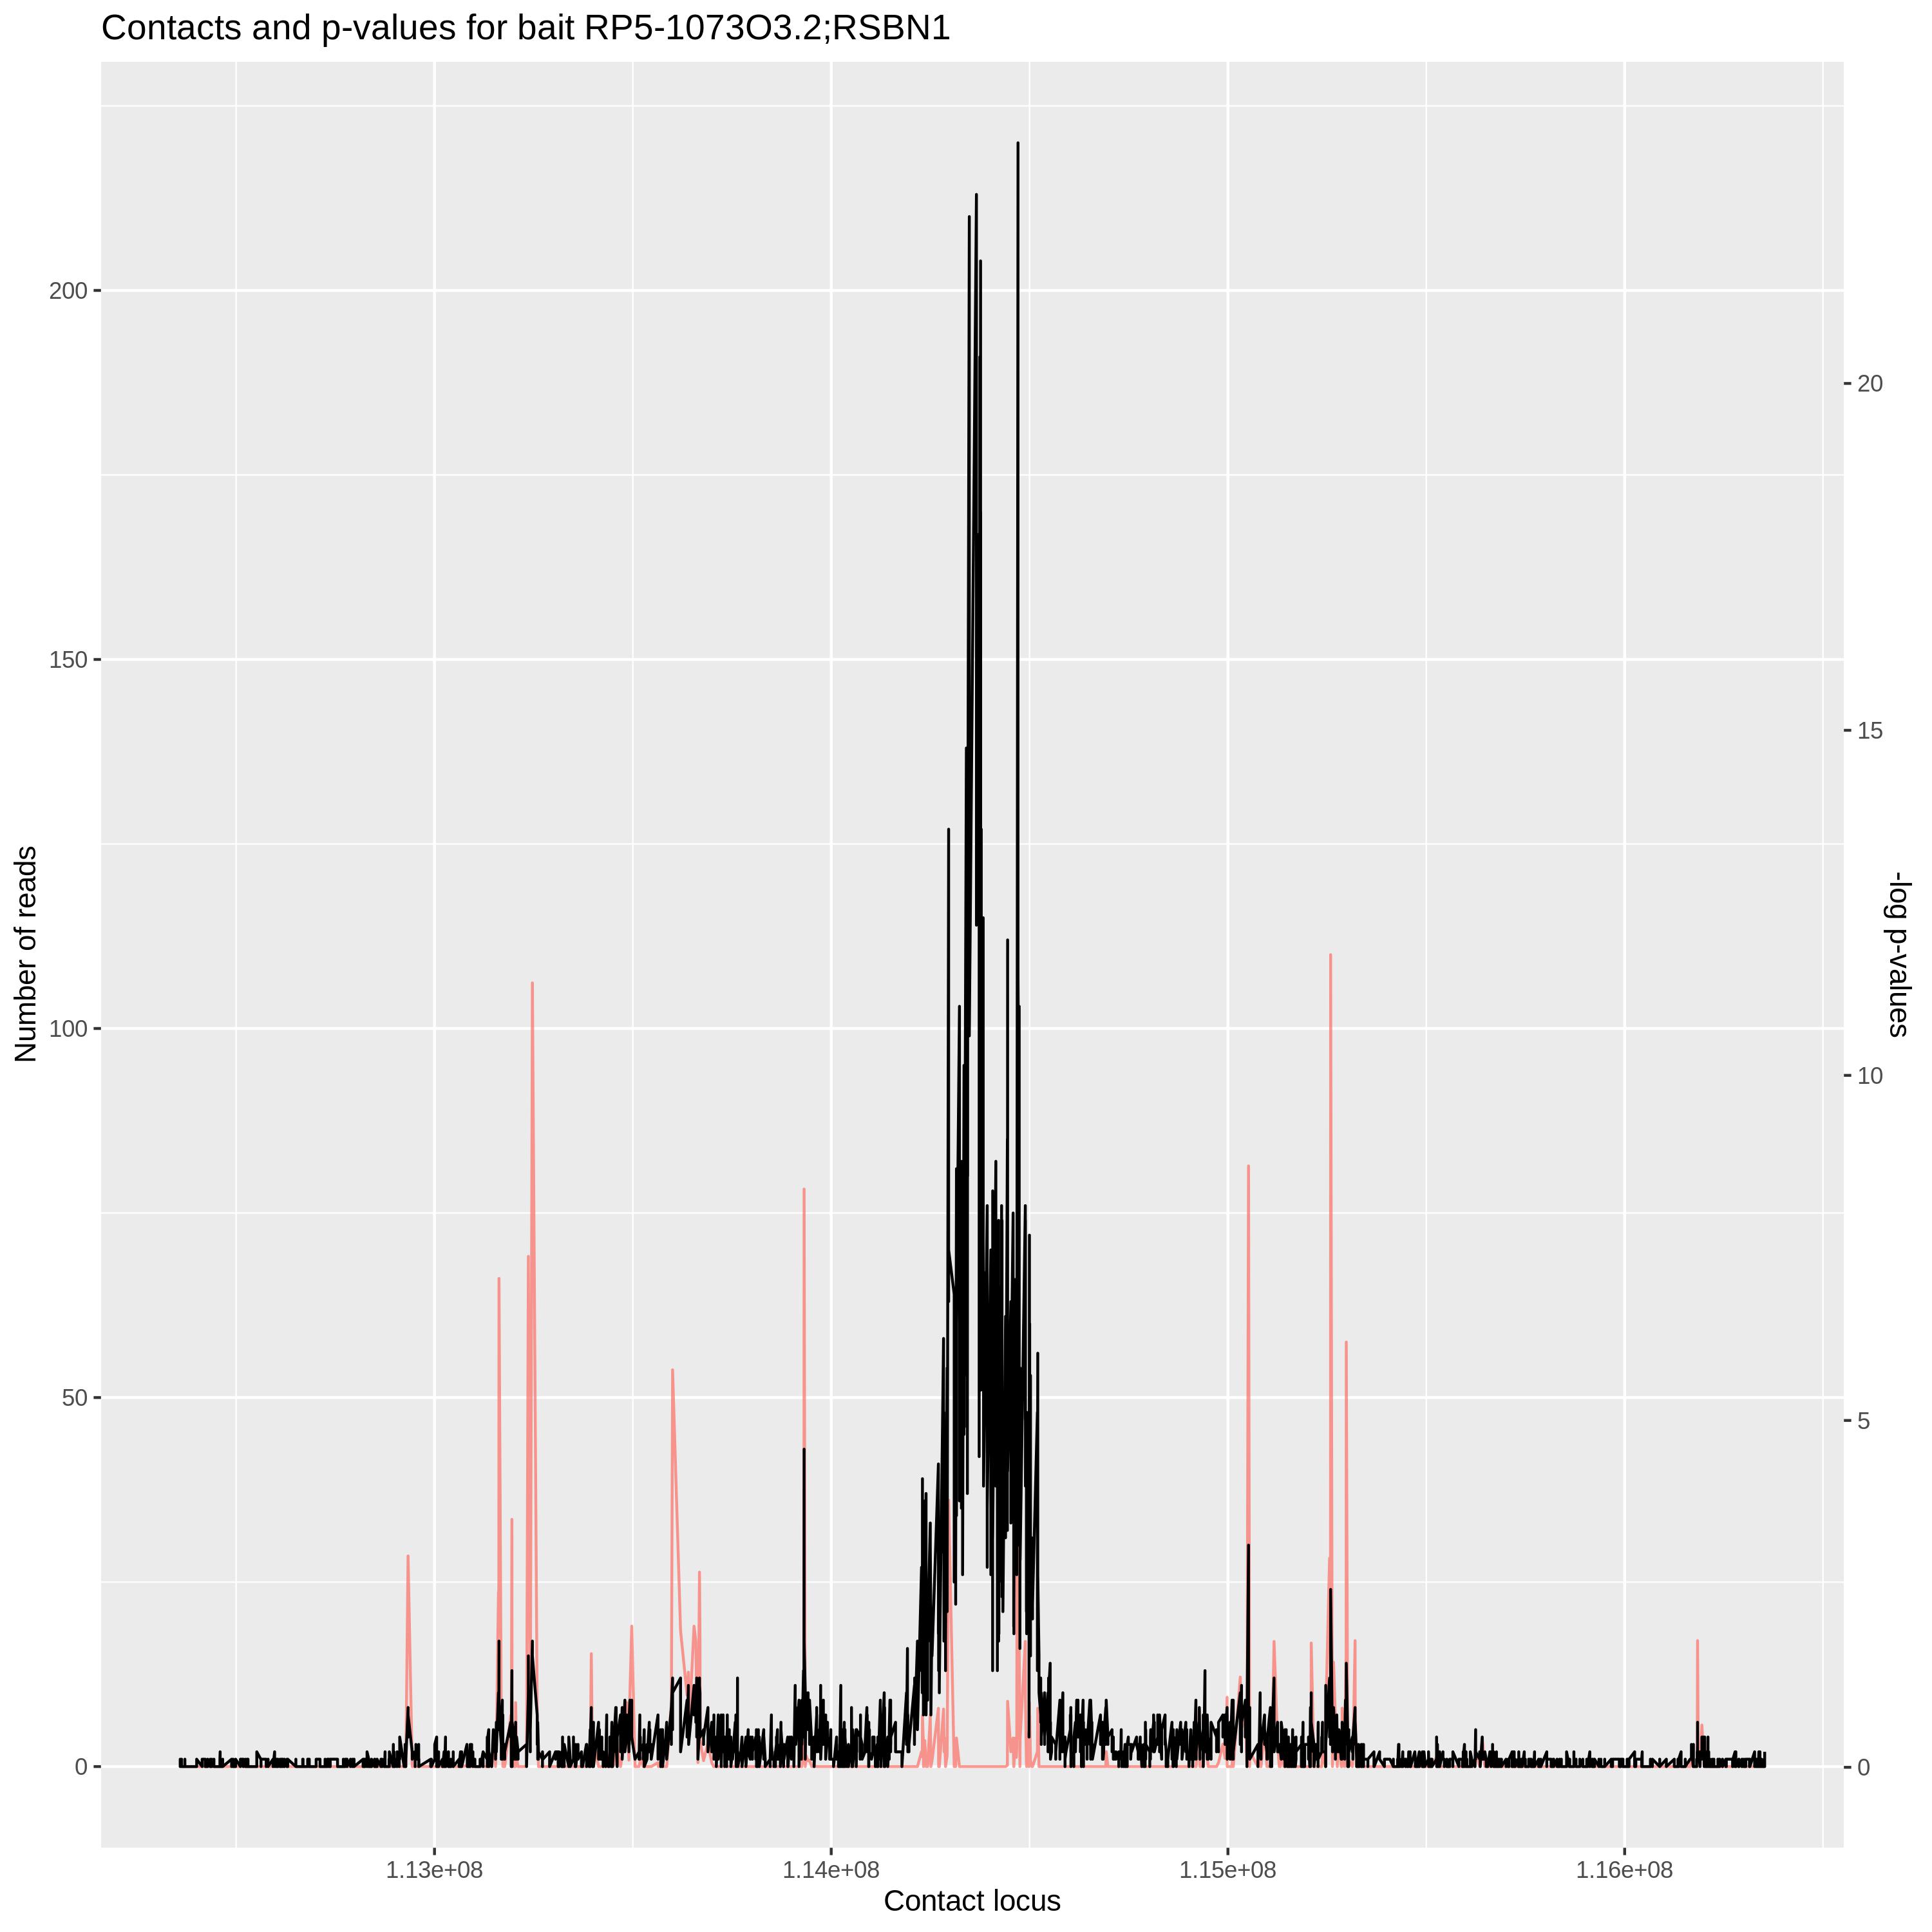 Contacts and p-values for bait RP5-1073O3.2;RSBN1
Number of reads
200
150
100
50
0
20
15
10
5
0
-log p-values
1.13e+08 1.14e+08 1.15e+08 1.16e+08
Contact locus